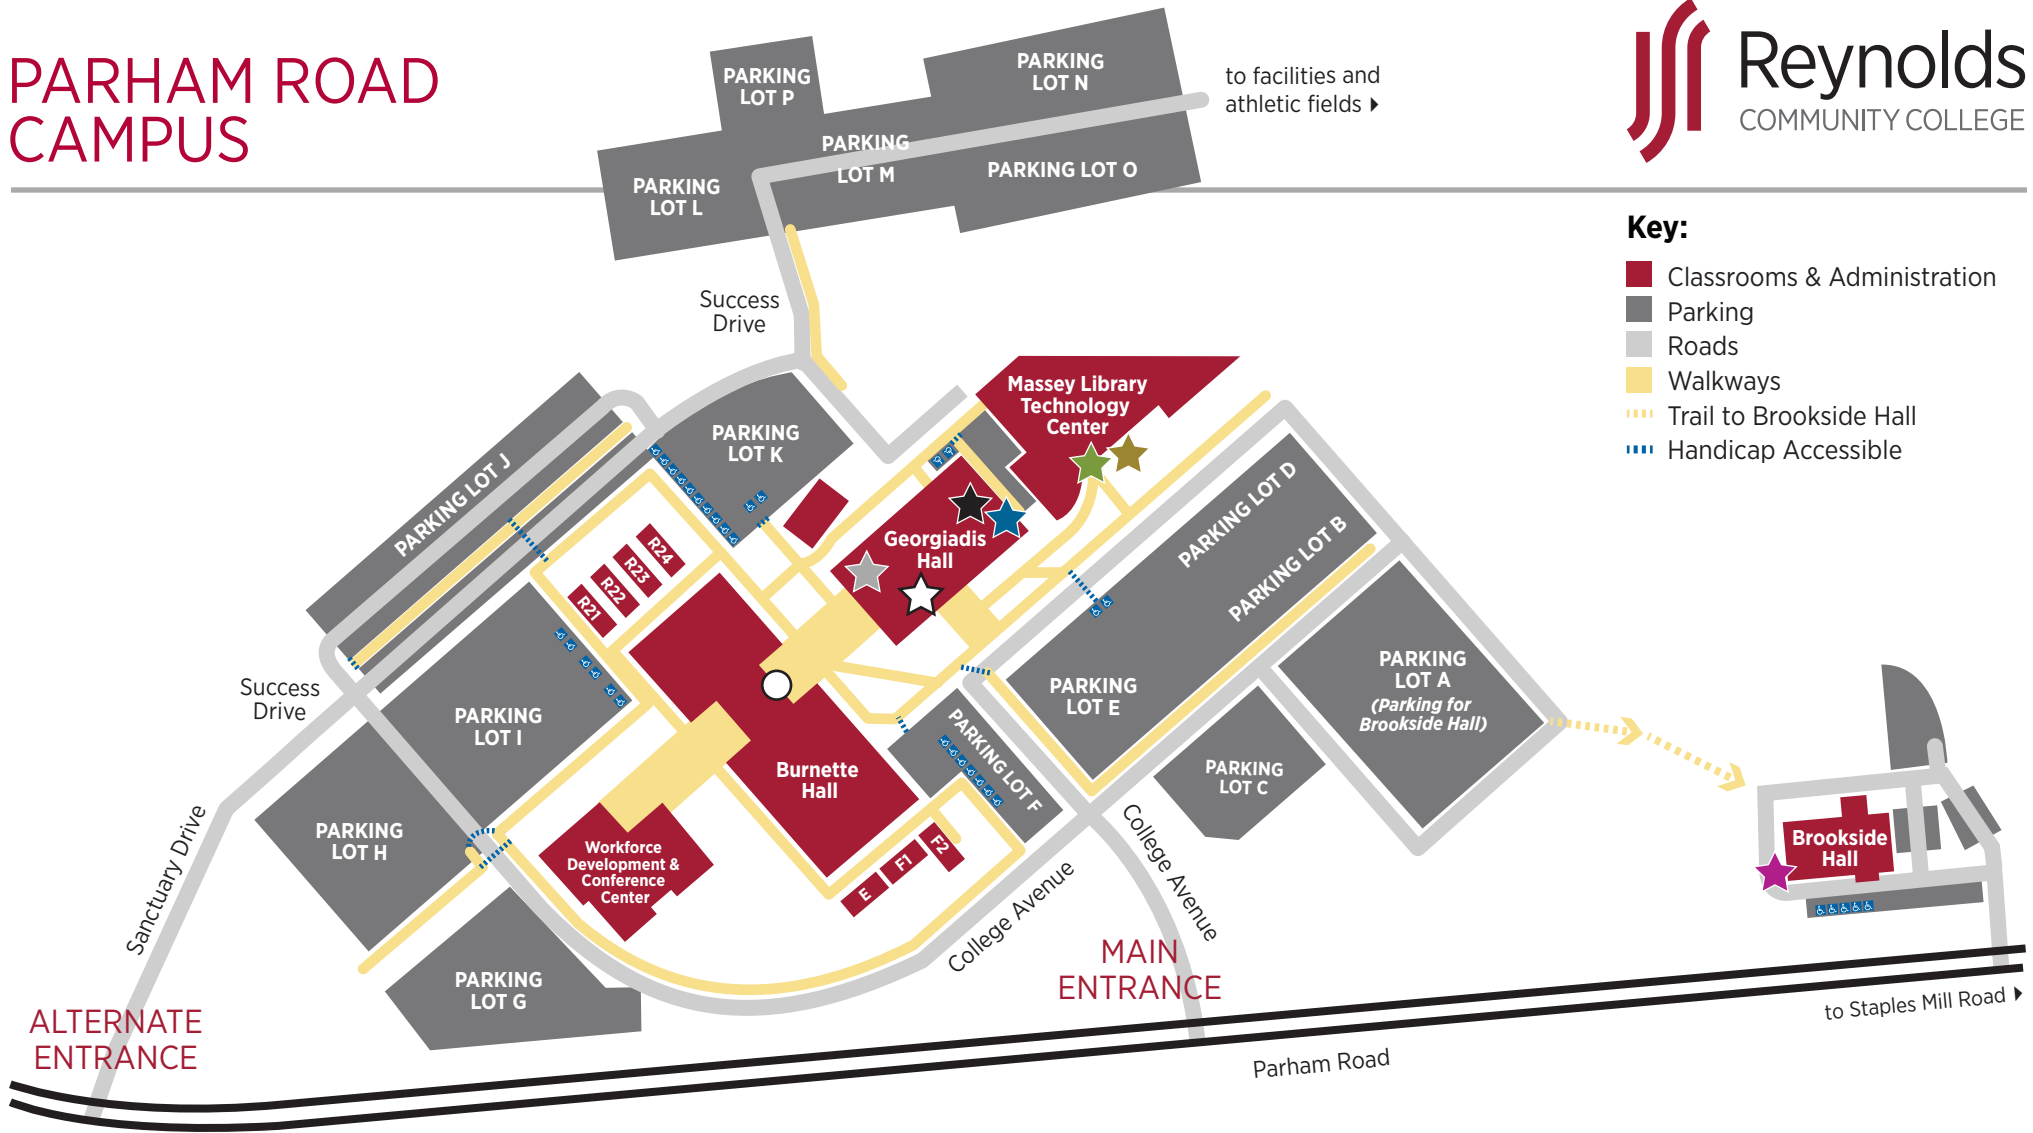 PARHAM ROAD
CAMPUS
Reynolds
COMMUNITY COLLEGE
PARKING
LOT P
PARKING
LOT N
to facilities and
athletic fields
PARKING
LOT M
PARKING LOT O
PARKING
LOT L
Key:
Classrooms & Administration
Parking
Roads
Walkways
Trail to Brookside Hall
Handicap Accessible
Success
Drive
Massey Library
Technology
Center
PARKING
LOT K
PARKING LOT J
PARKING LOT D
PARKING LOT B
Georgiadis
Hall
R24
R23
R22
R21
PARKING
LOT A
(Parking for
Brookside Hall)
PARKING
LOT E
Success
Drive
PARKING
LOT I
PARKING LOT F
Burnette
Hall
PARKING
LOT C
PARKING
LOT H
Workforce
Development &
Conference
Center
E
F1
F2
Brookside
Hall
Sanctuary Drive
College Avenue
College Avenue
MAIN
ENTRANCE
PARKING
LOT G
ALTERNATE
ENTRANCE
to Staples Mill Road
Parham Road